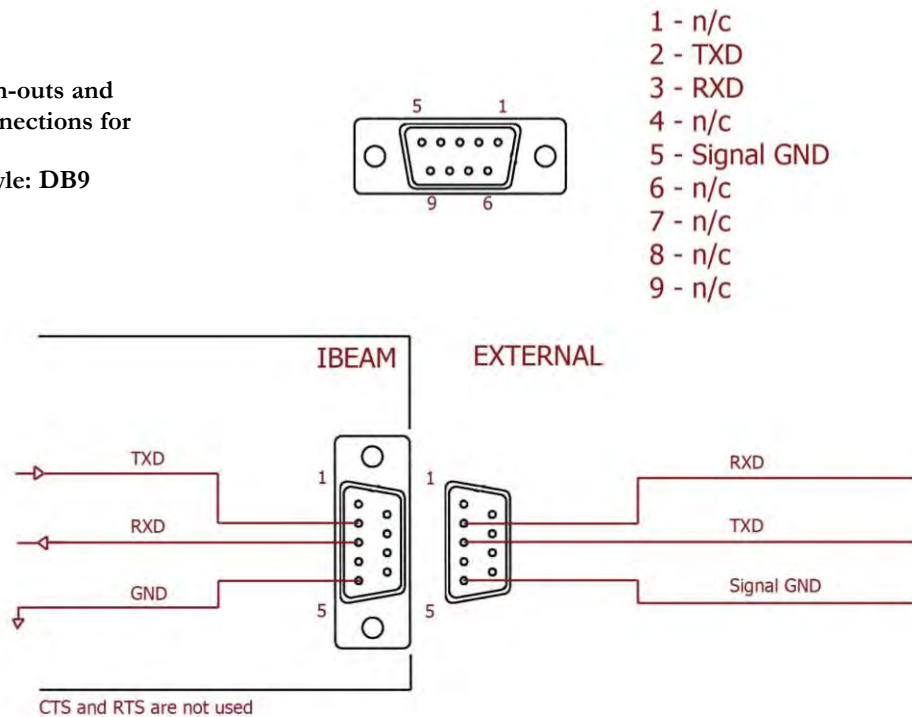 n-outs and
nnections for
yle: DB9
5 1
9 6
1 - n/c
2 - TXD
3 - RXD
4 - n/c
5 - Signal GND
6 - n/c
7 - n/c
8 - n/c
9 - n/c
IBEAM EXTERNAL
TXD 1 1 RXD
RXD TXD
GND 5 5 Signal GND
CTS and RTS are not used